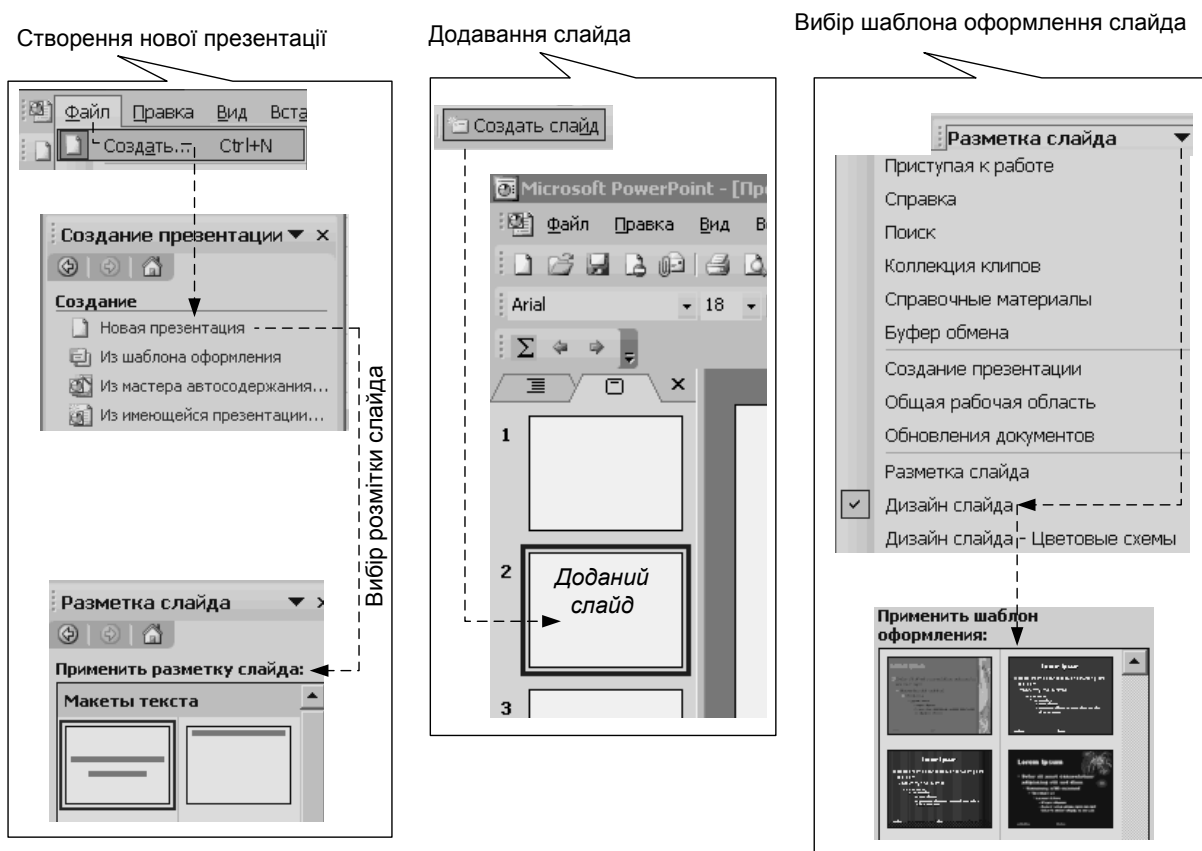 Створення нової презентації
Файл Правка Вид Вста
Создать... Ctrl+N
Создание презентации
Создание
Новая презентация
Из шаблона оформления
Из мастера автосодержания...
Из имеющейся презентации...
Вибір розмітки слайда
Разметка слайда
Применить разметку слайда:
Макеты текста
Додавання слайда
Создать слайд
Microsoft PowerPoint - [Пре
Файл Правка Вид В
Arial 18
1
2
Доданий
слайд
3
Вибір шаблона оформлення слайда
Разметка слайда
Приступая к работе
Справка
Поиск
Коллекция клипов
Справочные материалы
Буфер обмена
Создание презентации
Общая рабочая область
Обновления документов
Разметка слайда
Дизайн слайда
Дизайн слайда - Цветовые схемы
Применить шаблон
оформления:
Lorem Ipsum